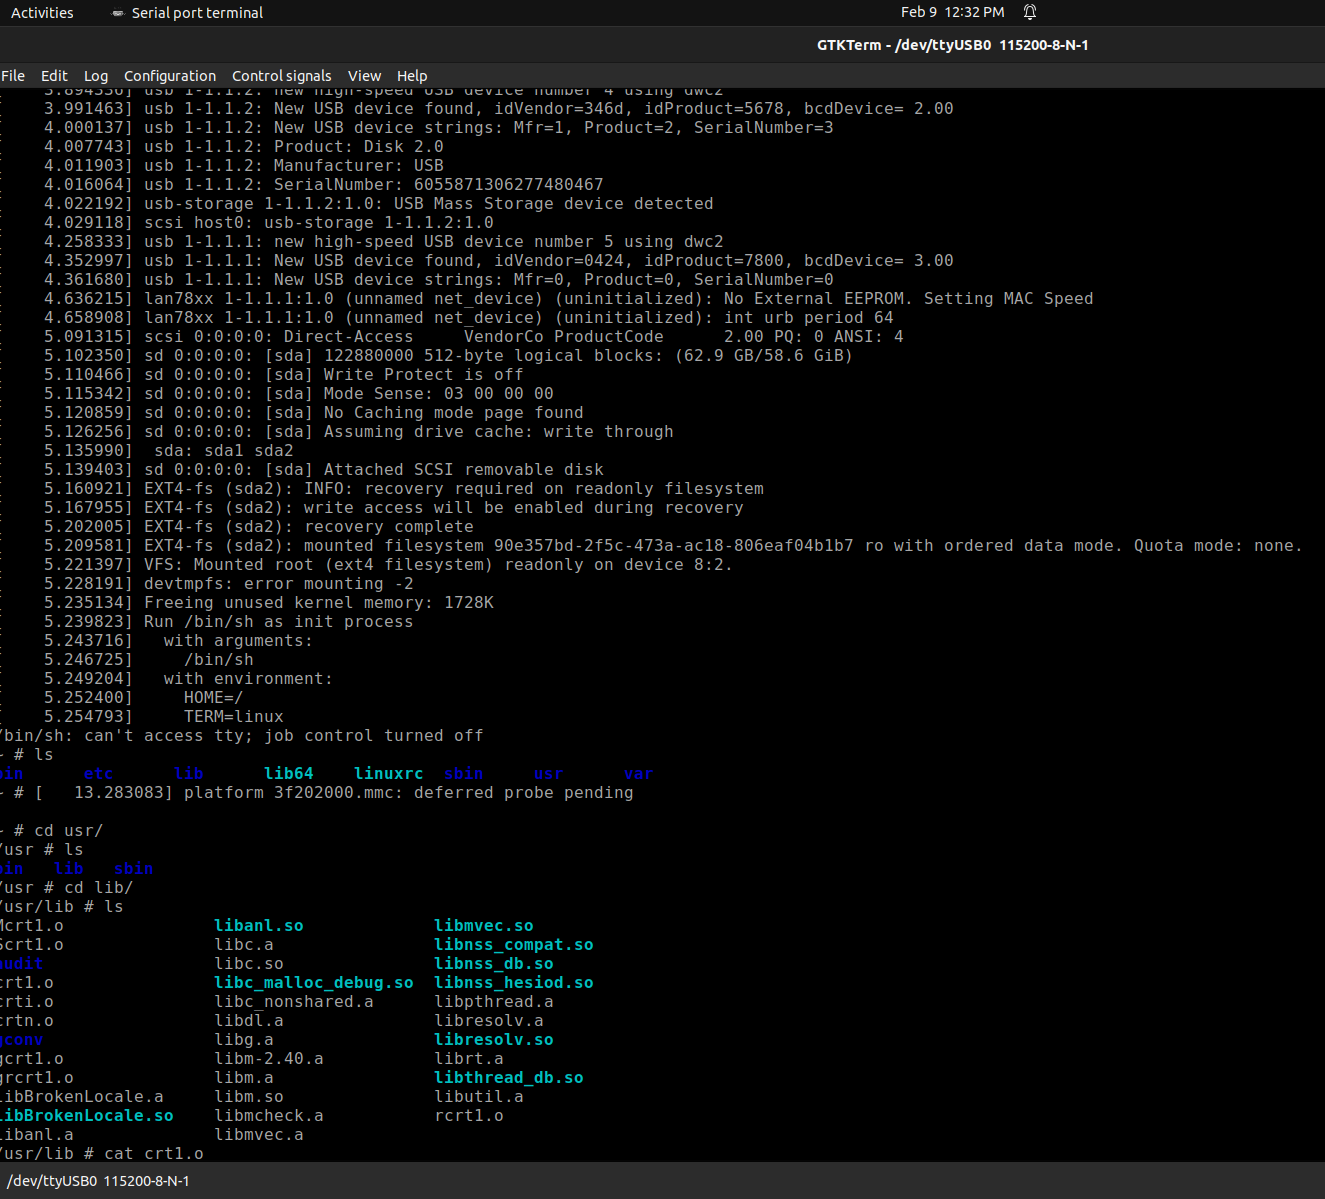 Activities Serial port terminal Feb 9 12:32 PM
GTKTerm - /dev/ttyUSB0 115200-8-N-1
File Edit Log Configuration Control signals View Help
3.894336] usb 1-1.1.2: new high-speed USB device number 4 using dwc2
3.991463] usb 1-1.1.2: New USB device found, idVendor=346d, idProduct=5678, bcdDevice= 2.00
4.000137] usb 1-1.1.2: New USB device strings: Mfr=1, Product=2, SerialNumber=3
4.007743] usb 1-1.1.2: Product: Disk 2.0
4.011903] usb 1-1.1.2: Manufacturer: USB
4.016064] usb 1-1.1.2: SerialNumber: 6055871306277480467
4.022192] usb-storage 1-1.1.2:1.0: USB Mass Storage device detected
4.029118] scsi host0: usb-storage 1-1.1.2:1.0
4.258333] usb 1-1.1.1: new high-speed USB device number 5 using dwc2
4.352997] usb 1-1.1.1: New USB device found, idVendor=0424, idProduct=7800, bcdDevice= 3.00
4.361680] usb 1-1.1.1: New USB device strings: Mfr=0, Product=0, SerialNumber=0
4.636215] lan78xx 1-1.1.1:1.0 (unnamed net_device) (uninitialized): No External EEPROM. Setting MAC Speed
4.658908] lan78xx 1-1.1.1:1.0 (unnamed net_device) (uninitialized): int urb period 64
5.091315] scsi 0:0:0:0: Direct-Access     VendorCo ProductCode      2.00 PQ: 0 ANSI: 4
5.102350] sd 0:0:0:0: [sda] 122880000 512-byte logical blocks: (62.9 GB/58.6 GiB)
5.110466] sd 0:0:0:0: [sda] Write Protect is off
5.115342] sd 0:0:0:0: [sda] Mode Sense: 03 00 00 00
5.120859] sd 0:0:0:0: [sda] No Caching mode page found
5.126256] sd 0:0:0:0: [sda] Assuming drive cache: write through
5.135990]  sda: sda1 sda2
5.139403] sd 0:0:0:0: [sda] Attached SCSI removable disk
5.160921] EXT4-fs (sda2): INFO: recovery required on readonly filesystem
5.167955] EXT4-fs (sda2): write access will be enabled during recovery
5.202005] EXT4-fs (sda2): recovery complete
5.209581] EXT4-fs (sda2): mounted filesystem 90e357bd-2f5c-473a-ac18-806eaf04b1b7 ro with ordered data mode. Quota mode: none.
5.221397] VFS: Mounted root (ext4 filesystem) readonly on device 8:2.
5.228191] devtmpfs: error mounting -2
5.235134] Freeing unused kernel memory: 1728K
5.239823] Run /bin/sh as init process
5.243716]   with arguments:
5.246725]     /bin/sh
5.249204]   with environment:
5.252400]     HOME=/
5.254793]     TERM=linux
/bin/sh: can't access tty; job control turned off
~ # ls
bin      etc      lib      lib64    linuxrc  sbin     usr      var
~ # [   13.283083] platform 3f202000.mmc: deferred probe pending
~ # cd usr/
/usr # ls
bin   lib   sbin
/usr # cd lib/
/usr/lib # ls
Mcrt1.o               libanl.so             libmvec.so
Scrt1.o               libc.a                libnss_compat.so
audit                 libc.so               libnss_db.so
crt1.o                libc_malloc_debug.so  libnss_hesiod.so
crti.o                libc_nonshared.a      libpthread.a
crtn.o                libdl.a               libresolv.a
gconv                 libg.a                libresolv.so
gcrt1.o               libm-2.40.a           librt.a
grcrt1.o              libm.a                libthread_db.so
libBrokenLocale.a     libm.so               libutil.a
libBrokenLocale.so    libmcheck.a           rcrt1.o
libanl.a              libmvec.a
/usr/lib # cat crt1.o
/dev/ttyUSB0 115200-8-N-1